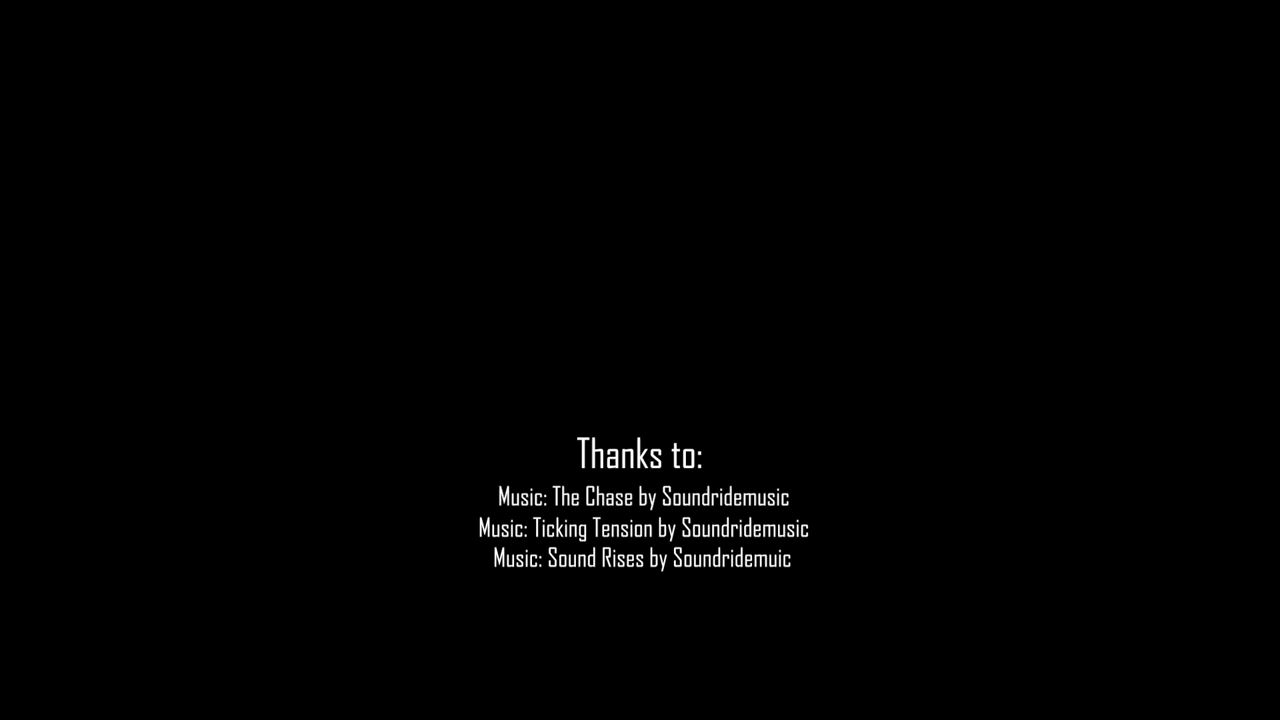 Thanks to:
Music: The Chase by Soundridemusic
Music: Ticking Tension by Soundridemusic
Music: Sound Rises by Soundridemuic